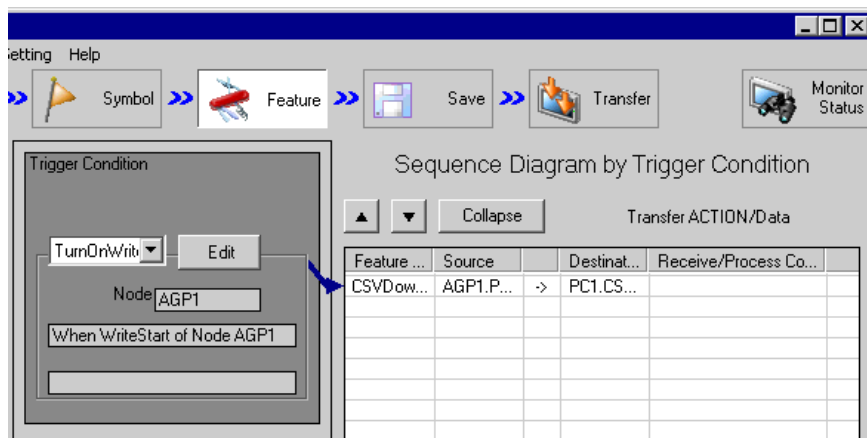 etting Help
Symbol Feature Save Transfer Monitor Status
Trigger Condition
Sequence Diagram by Trigger Condition
Collapse Transfer ACTION/Data
TurnOnWrit Edit
Feature ... Source Destinat... Receive/Process Co...
CSVDow... AGP1.P... -> PC1.CS...
Node AGP1
When WriteStart of Node AGP1